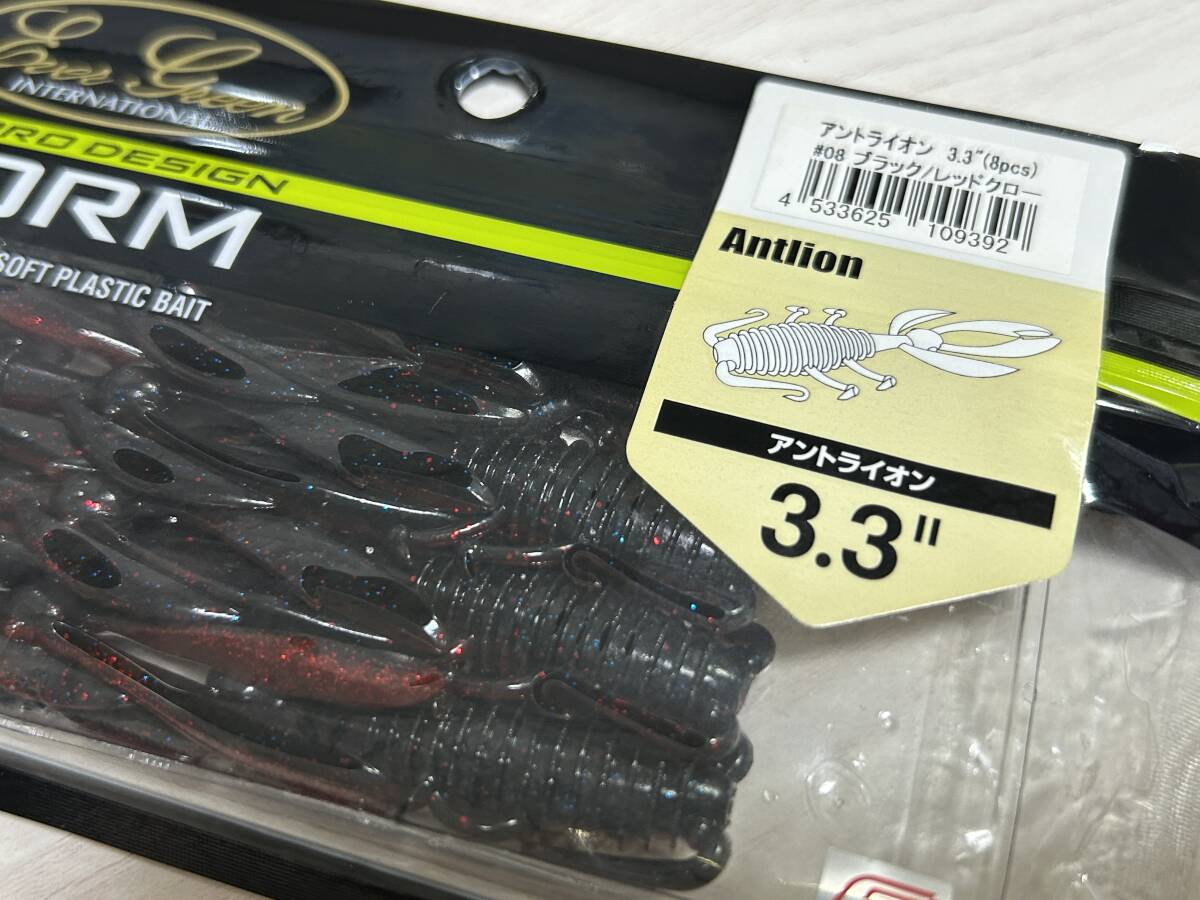 Ever Green
INTERNATIONAL
PRO DESIGN
ORM
SOFT PLASTIC BAIT
アントライオン 3.3"(8pcs)
#08 ブラック/レッドクロー
4 533625 109392
Antlion
アントライオン
3.3"